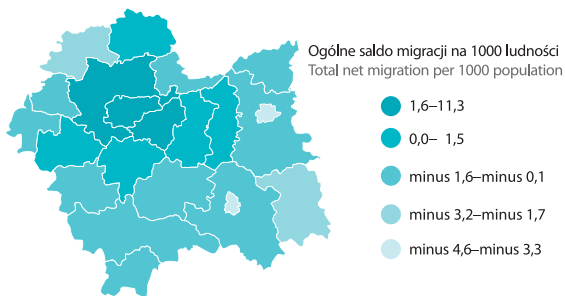 Ogólne saldo migracji na 1000 ludności
Total net migration per 1000 population
1,6–11,3
0,0– 1,5
minus 1,6–minus 0,1
minus 3,2–minus 1,7
minus 4,6–minus 3,3